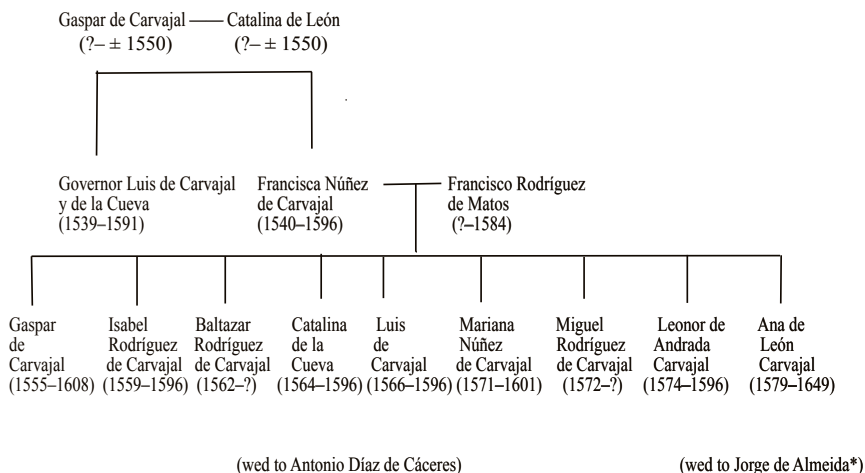 Gaspar de Carvajal Catalina de León
(?– ± 1550) (?– ± 1550)
Governor Luis de Carvajal
y de la Cueva
(1539–1591)
Francisca Núñez
de Carvajal
(1540–1596)
Francisco Rodríguez
de Matos
(?–1584)
Gaspar
de
Carvajal
(1555–1608)
Isabel
Rodríguez
de Carvajal
(1559–1596)
Baltazar
Rodríguez
de Carvajal
(1562–?)
Catalina
de la
Cueva
(1564–1596)
Luis
de
Carvajal
(1566–1596)
Mariana
Núñez
de Carvajal
(1571–1601)
Miguel
Rodríguez
de Carvajal
(1572–?)
Leonor de
Andrada
Carvajal
(1574–1596)
Ana de
León
Carvajal
(1579–1649)
(wed to Antonio Díaz de Cáceres)
(wed to Jorge de Almeida*)